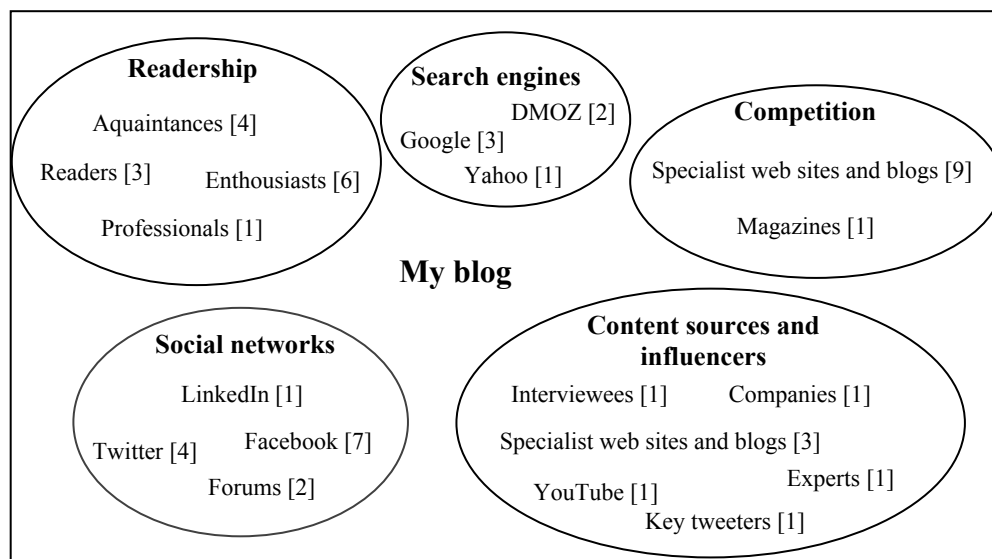 Readership
Aquaintances [4]
Readers [3]
Enthousiasts [6]
Professionals [1]
Search engines
DMOZ [2]
Google [3]
Yahoo [1]
Competition
Specialist web sites and blogs [9]
Magazines [1]
My blog
Social networks
LinkedIn [1]
Facebook [7]
Twitter [4]
Forums [2]
Content sources and
influencers
Interviewees [1]
Companies [1]
Specialist web sites and blogs [3]
Experts [1]
YouTube [1]
Key tweeters [1]